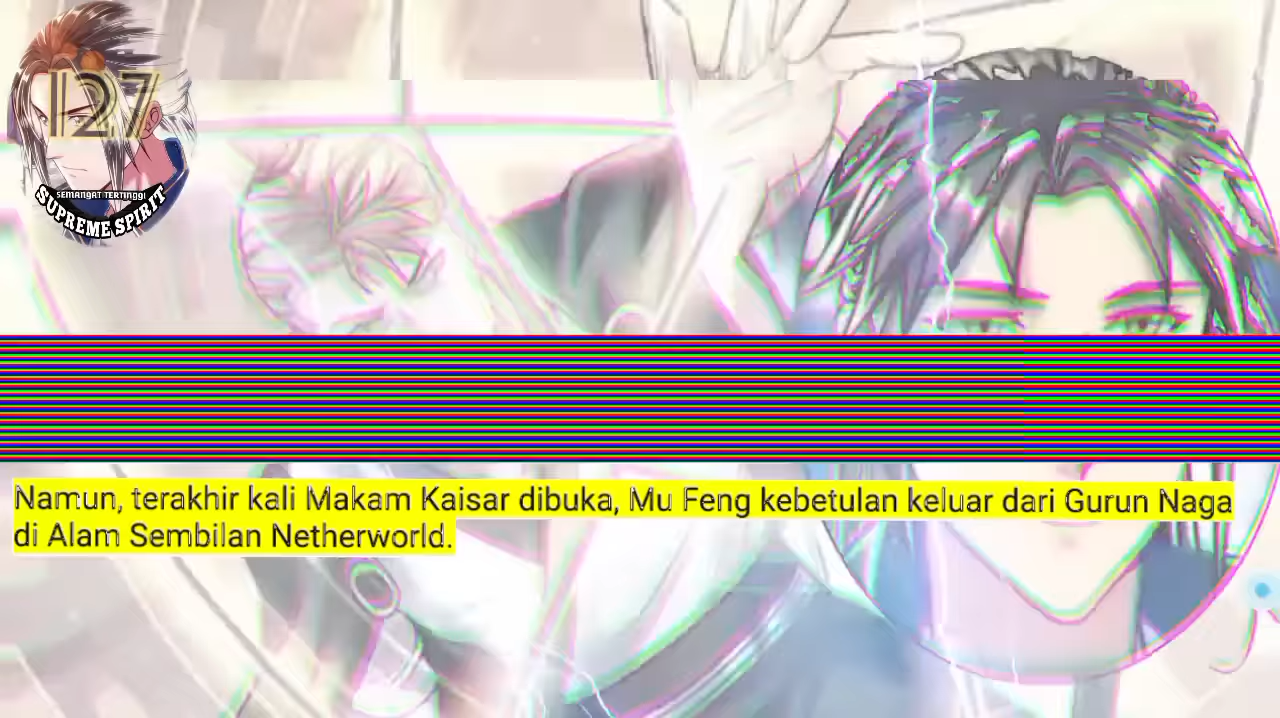 127
SEMANGAT TERTINGGI
SUPREME SPIRIT
Namun, terakhir kali Makam Kaisar dibuka, Mu Feng kebetulan keluar dari Gurun Naga
di Alam Sembilan Netherworld.